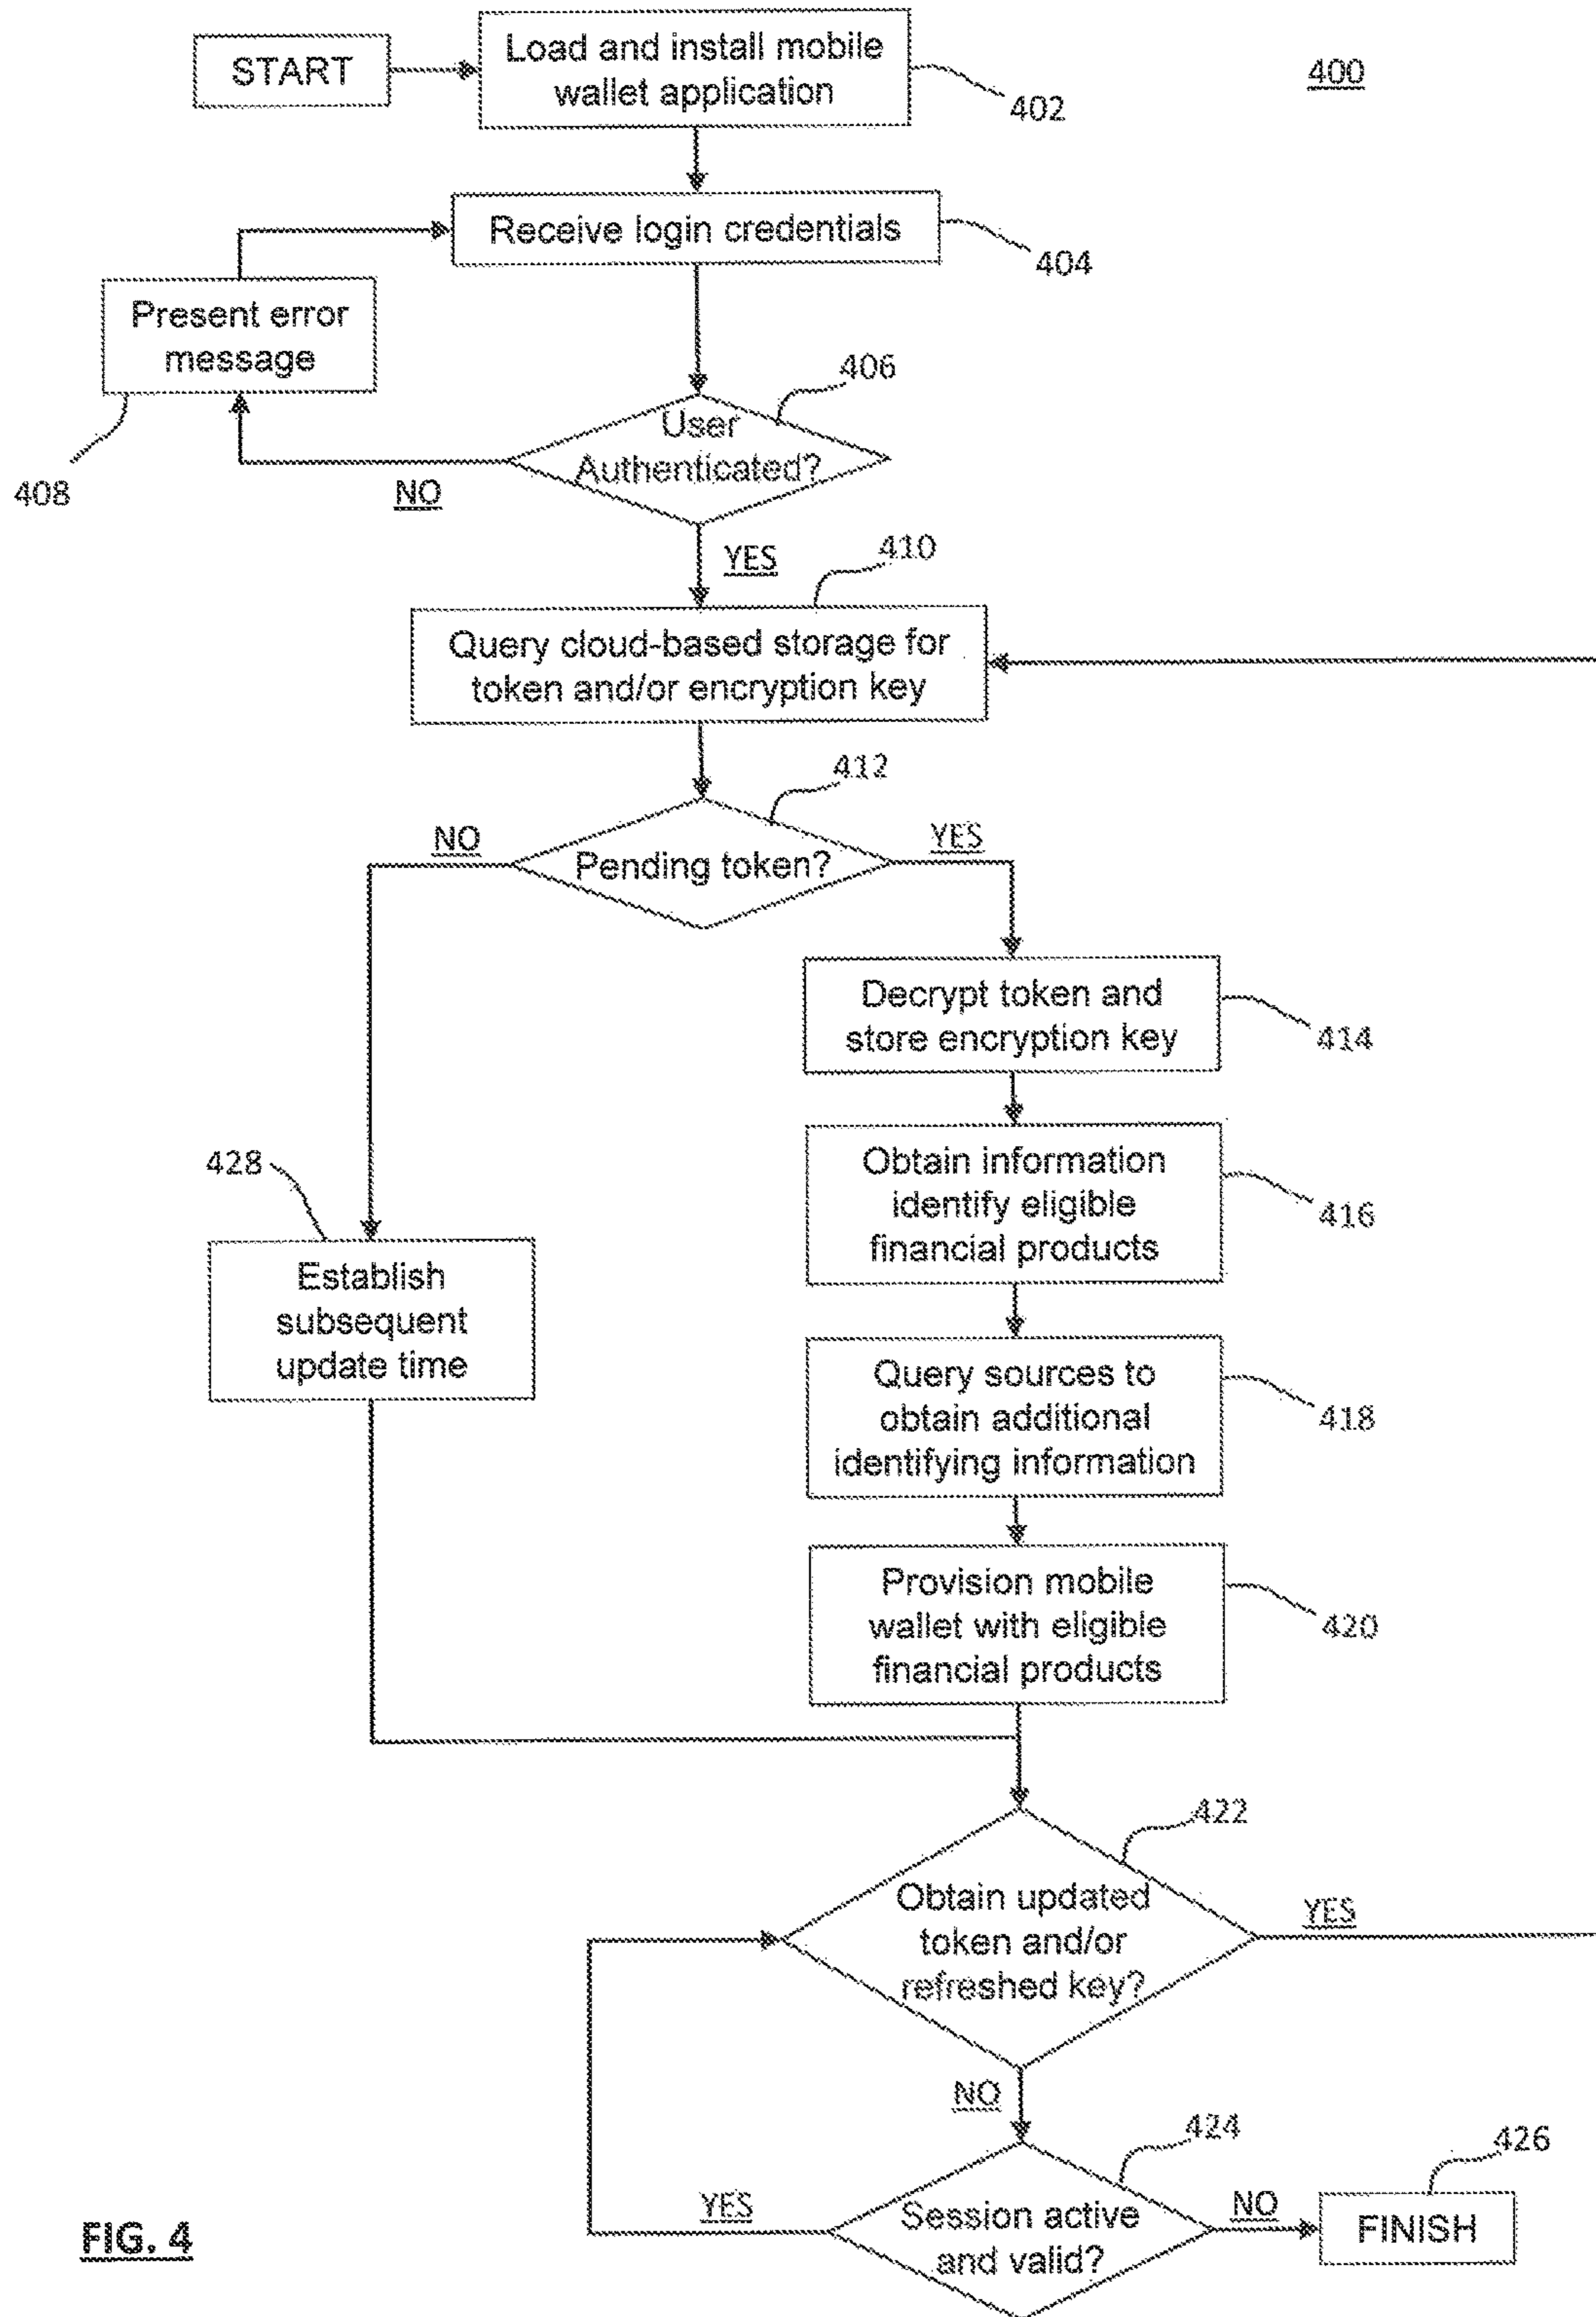 START
Load and install mobile
wallet application
400
402
Receive login credentials
404
Present error
message
406
User
Authenticated?
408
NO
YES
410
Query cloud-based storage for
token and/or encryption key
412
NO
YES
Pending token?
Decrypt token and
store encryption key
414
Obtain information
identify eligible
financial products
416
428
Establish
subsequent
update time
Query sources to
obtain additional
identifying information
418
Provision mobile
wallet with eligible
financial products
420
422
Obtain updated
token and/or
refreshed key?
YES
NO
424
426
YES
Session active
and valid?
NO
FINISH
FIG. 4